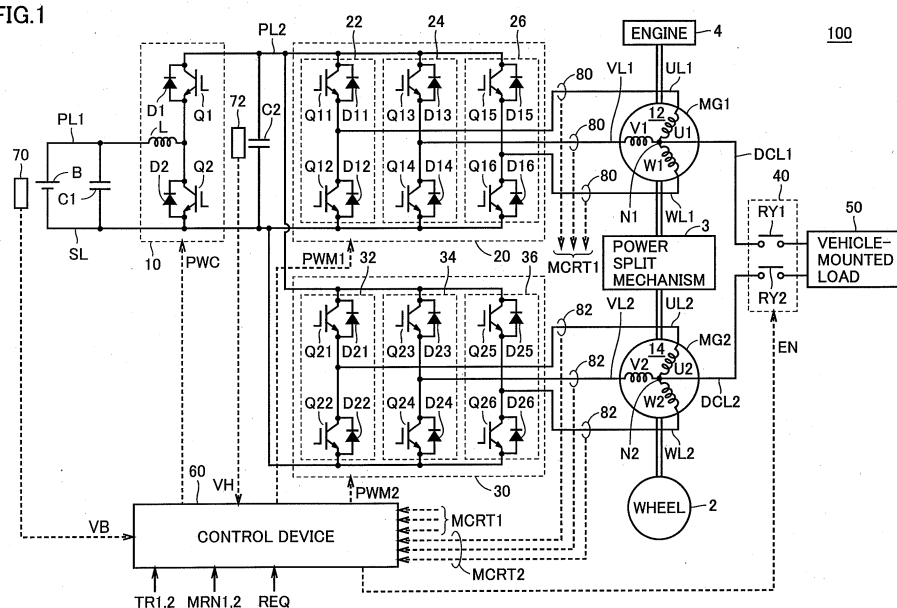 FIG.1
100
ENGINE
4
PL2
22
24
26
80
VL1
UL1
MG1
D1
Q1
72
C2
Q11
D11
Q13
D13
Q15
D15
12
V1
U1
W1
80
PL1
L
70
B
C1
D2
Q2
Q12
D12
Q14
D14
Q16
D16
80
N1
WL1
DCL1
40
RY1
50
VEHICLE-
MOUNTED
LOAD
SL
10
PWC
PWM1
20
MCRT1
3
POWER
SPLIT
MECHANISM
RY2
32
34
36
82
VL2
UL2
MG2
EN
Q21
D21
Q23
D23
Q25
D25
82
14
V2
U2
W2
DCL2
Q22
D22
Q24
D24
Q26
D26
82
N2
WL2
60
VH
PWM2
30
WHEEL
2
VB
CONTROL DEVICE
MCRT1
MCRT2
TR1,2
MRN1,2
REQ